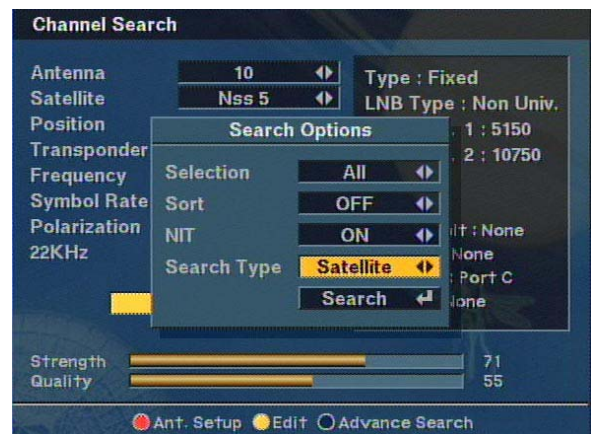 Channel Search
Antenna 10
Satellite Nss 5
Position
Transponder
Frequency
Symbol Rate
Polarization
22KHz
Type : Fixed
LNB Type : Non Univ.
. 1 : 5150
. 2 : 10750
: None
None
: Port C
None
Search Options
Selection All
Sort OFF
NIT ON
Search Type Satellite
Search
Strength 71
Quality 55
Ant. Setup Edit Advance Search